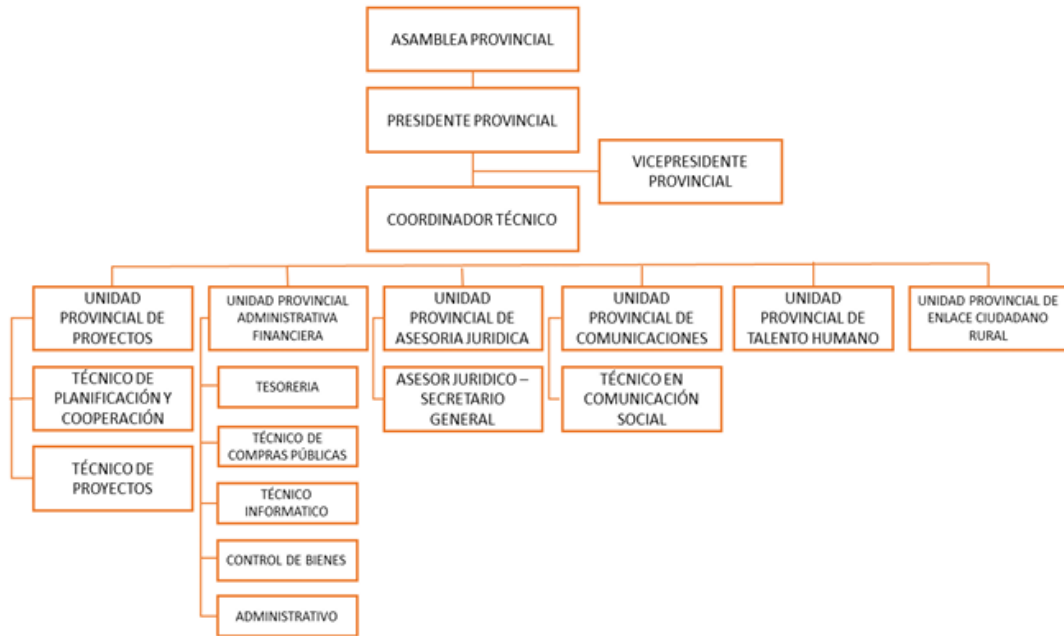 ASAMBLEA PROVINCIAL
PRESIDENTE PROVINCIAL
VICEPRESIDENTE
PROVINCIAL
COORDINADOR TÉCNICO
UNIDAD
PROVINCIAL DE
PROYECTOS
TÉCNICO DE
PLANIFICACIÓN Y
COOPERACIÓN
TÉCNICO DE
PROYECTOS
UNIDAD PROVINCIAL
ADMINISTRATIVA
FINANCIERA
TESORERIA
TÉCNICO DE
COMPRAS PÚBLICAS
TÉCNICO
INFORMATICO
CONTROL DE BIENES
ADMINISTRATIVO
UNIDAD
PROVINCIAL DE
ASESORIA JURIDICA
ASESOR JURIDICO –
SECRETARIO
GENERAL
UNIDAD
PROVINCIAL DE
COMUNICACIONES
TÉCNICO EN
COMUNICACIÓN
SOCIAL
UNIDAD
PROVINCIAL DE
TALENTO HUMANO
UNIDAD PROVINCIAL DE
ENLACE CIUDADANO
RURAL